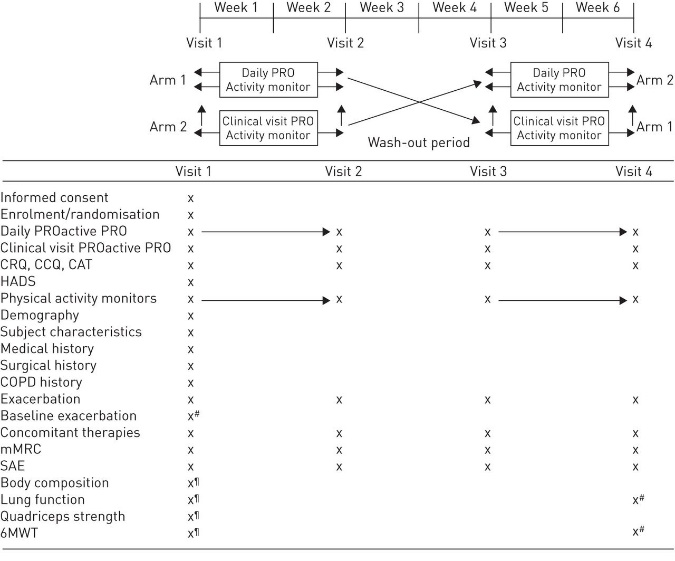 Week 1 Week 2 Week 3 Week 4 Week 5 Week 6
Visit 1 Visit 2 Visit 3 Visit 4
Arm 1 Daily PRO Daily PRO Arm 2
Activity monitor Activity monitor
Arm 2 Clinical visit PRO Clinical visit PRO Arm 1
Activity monitor Activity monitor
Wash-out period
Visit 1 Visit 2 Visit 3 Visit 4
Informed consent x
Enrolment/randomisation x
Daily PROactive PRO x x x x
Clinical visit PROactive PRO x x x x
CRQ, CCQ, CAT x x x x
HADS x
Physical activity monitors x x x x
Demography x
Subject characteristics x
Medical history x
Surgical history x
COPD history x
Exacerbation x x x x
Baseline exacerbation x#
Concomitant therapies x x x x
mMRC x x x x
SAE x x x x
Body composition x¶
Lung function x¶ x#
Quadriceps strength x¶
6MWT x¶ x#